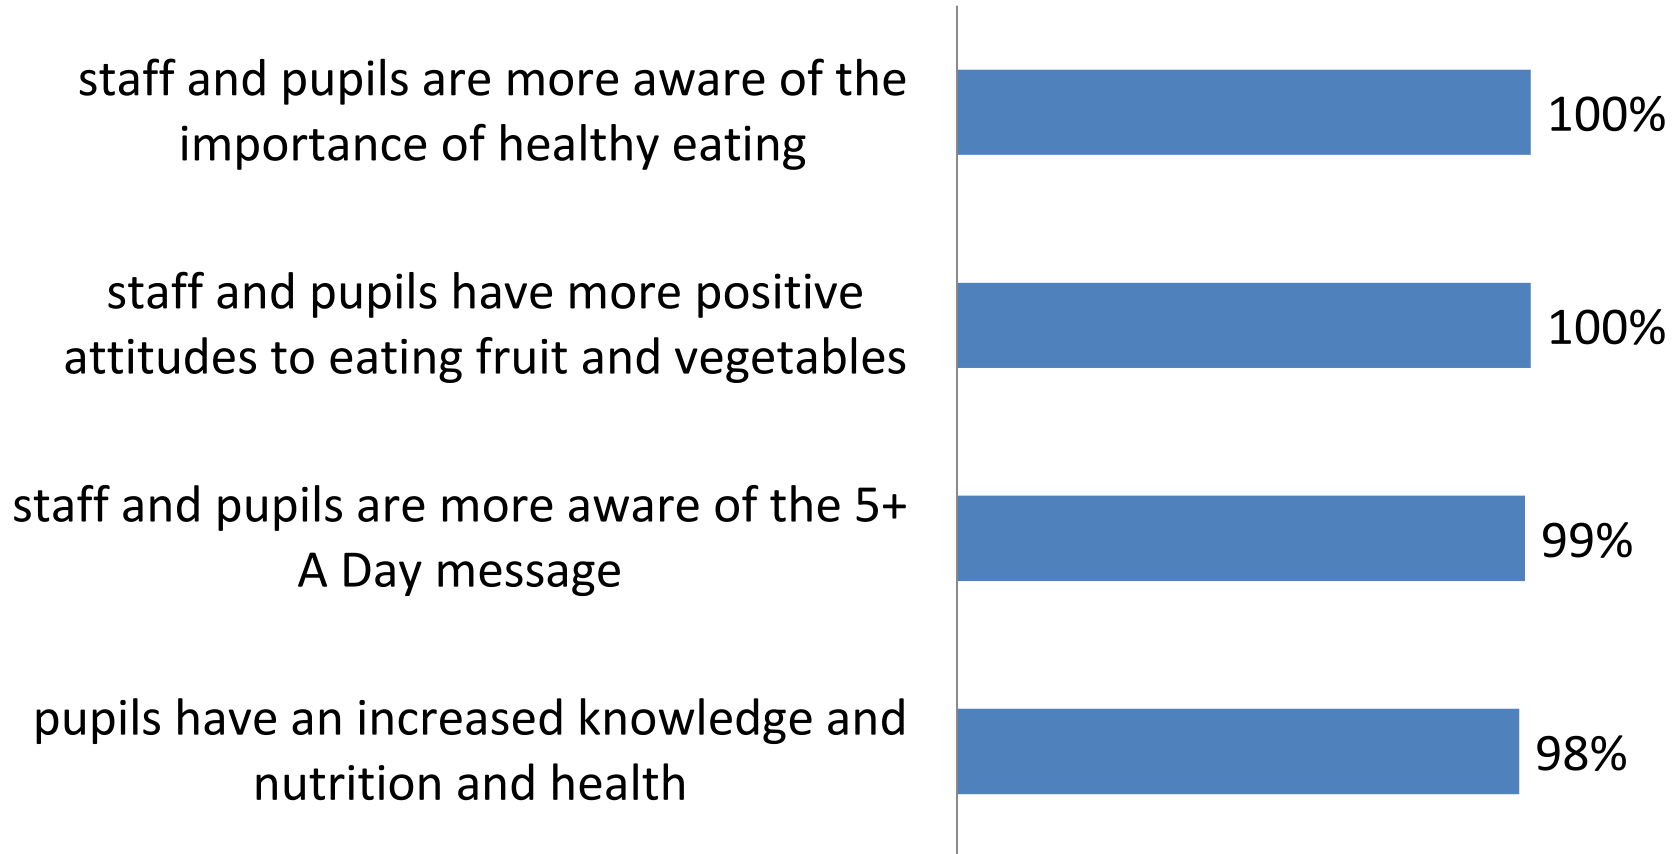 staff and pupils are more aware of the
importance of healthy eating
100%
staff and pupils have more positive
attitudes to eating fruit and vegetables
100%
staff and pupils are more aware of the 5+
A Day message
99%
pupils have an increased knowledge and
nutrition and health
98%